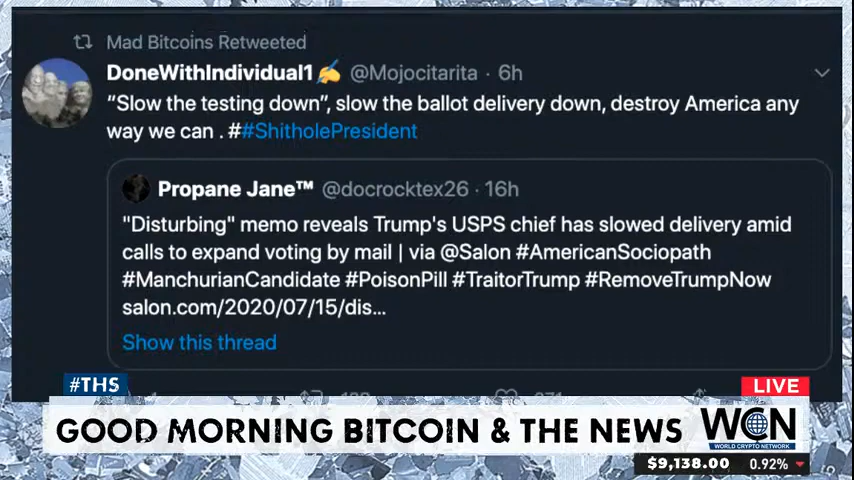 Mad Bitcoins Retweeted
DoneWithIndividual1✍️ @Mojocitarita · 6h
“Slow the testing down”, slow the ballot delivery down, destroy America any
way we can . ##ShitholePresident
Propane Jane™ @docrocktex26 · 16h
"Disturbing" memo reveals Trump's USPS chief has slowed delivery amid
calls to expand voting by mail | via @Salon #AmericanSociopath
#ManchurianCandidate #PoisonPill #TraitorTrump #RemoveTrumpNow
salon.com/2020/07/15/dis...
Show this thread
#THS
LIVE
GOOD MORNING BITCOIN & THE NEWS
WCN
WORLD CRYPTO NETWORK
$9,138.00 0.92%